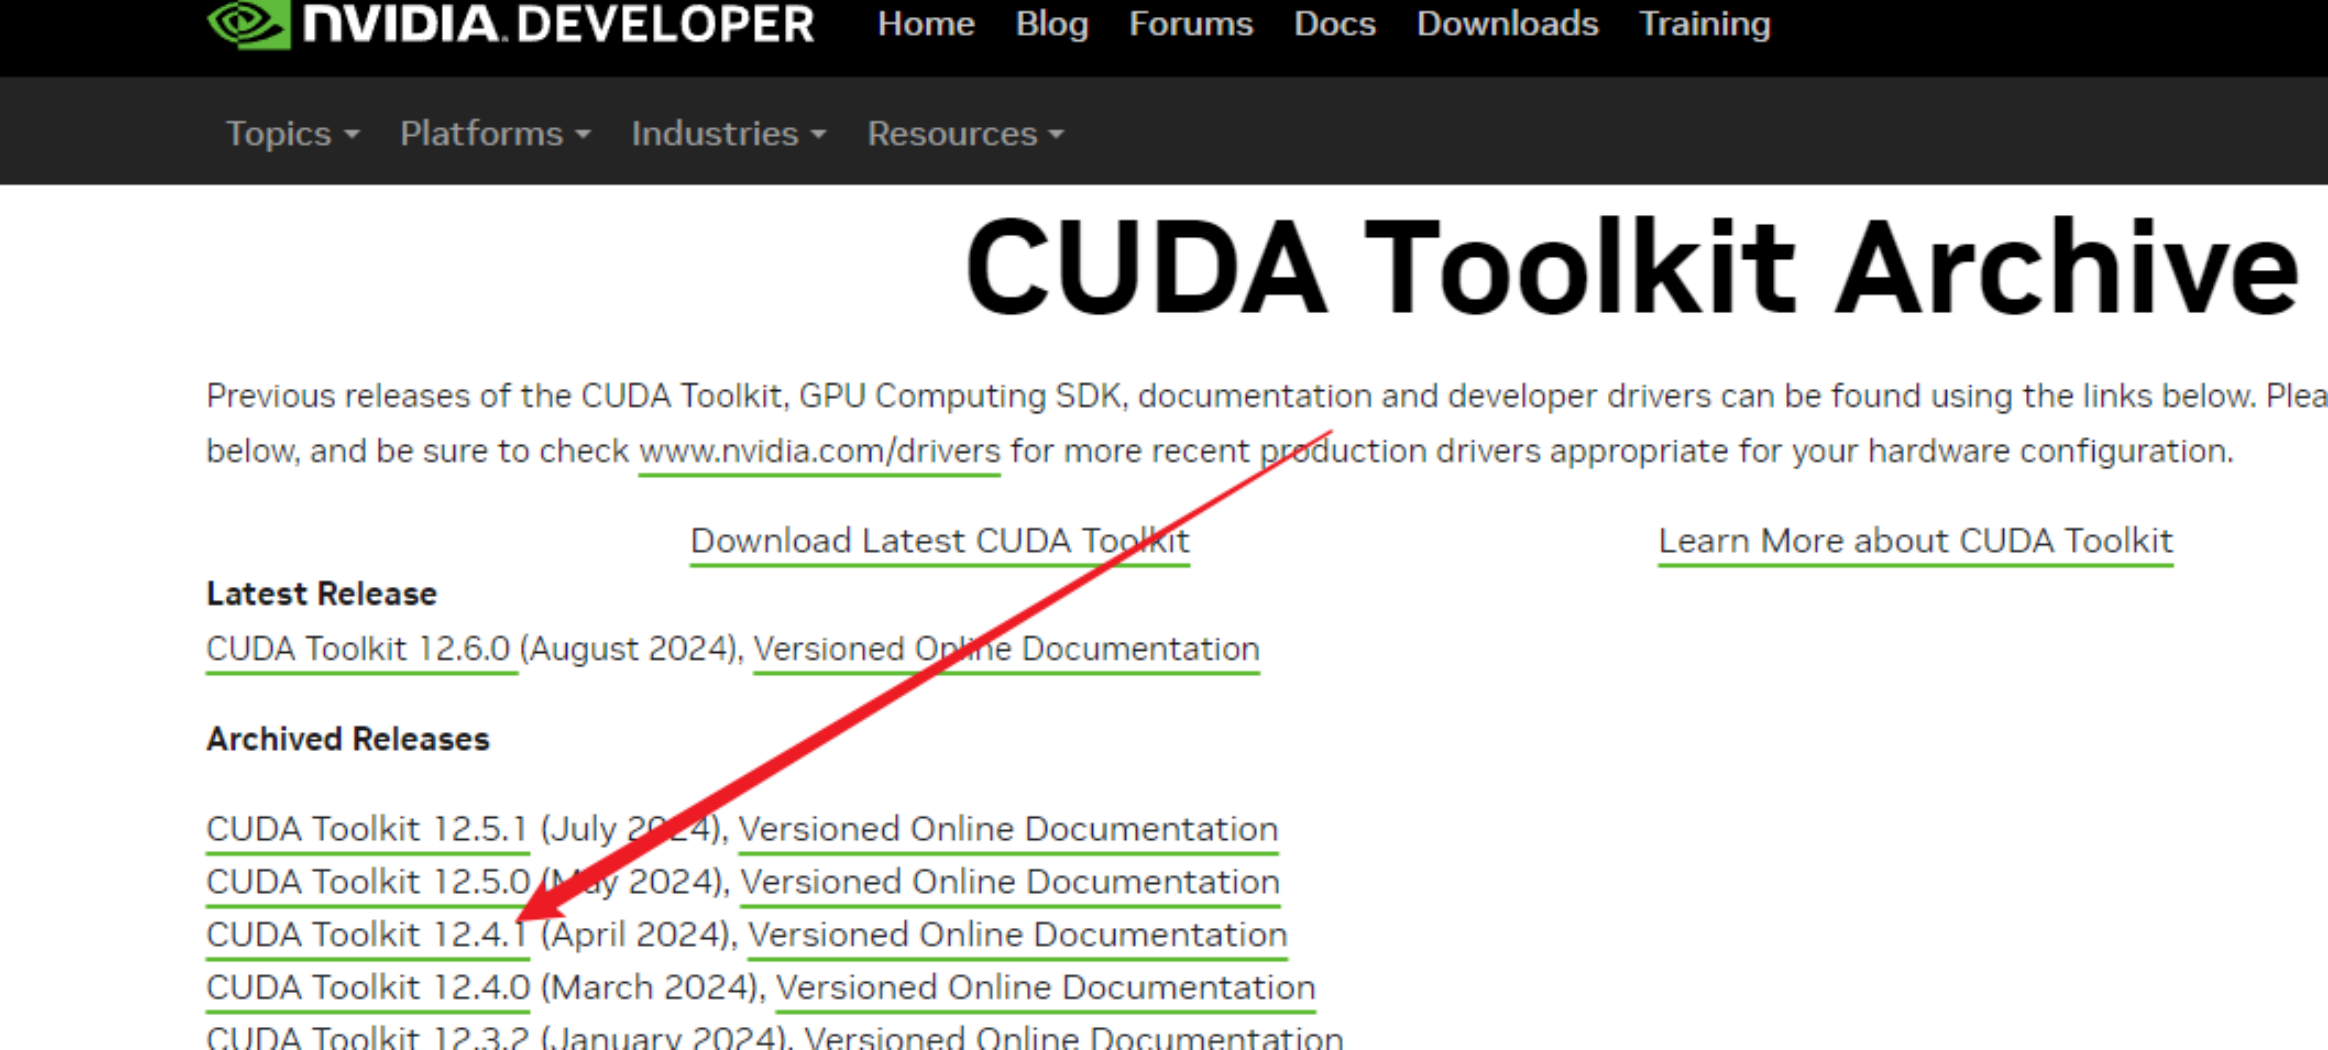 NVIDIA. DEVELOPER Home Blog Forums Docs Downloads Training
Topics Platforms Industries Resources
CUDA Toolkit Archive
Previous releases of the CUDA Toolkit, GPU Computing SDK, documentation and developer drivers can be found using the links below. Plea
below, and be sure to check www.nvidia.com/drivers for more recent production drivers appropriate for your hardware configuration.
Download Latest CUDA Toolkit Learn More about CUDA Toolkit
Latest Release
CUDA Toolkit 12.6.0 (August 2024), Versioned Online Documentation
Archived Releases
CUDA Toolkit 12.5.1 (July 2024), Versioned Online Documentation
CUDA Toolkit 12.5.0 (May 2024), Versioned Online Documentation
CUDA Toolkit 12.4.1 (April 2024), Versioned Online Documentation
CUDA Toolkit 12.4.0 (March 2024), Versioned Online Documentation
CUDA Toolkit 12.3.2 (January 2024), Versioned Online Documentation